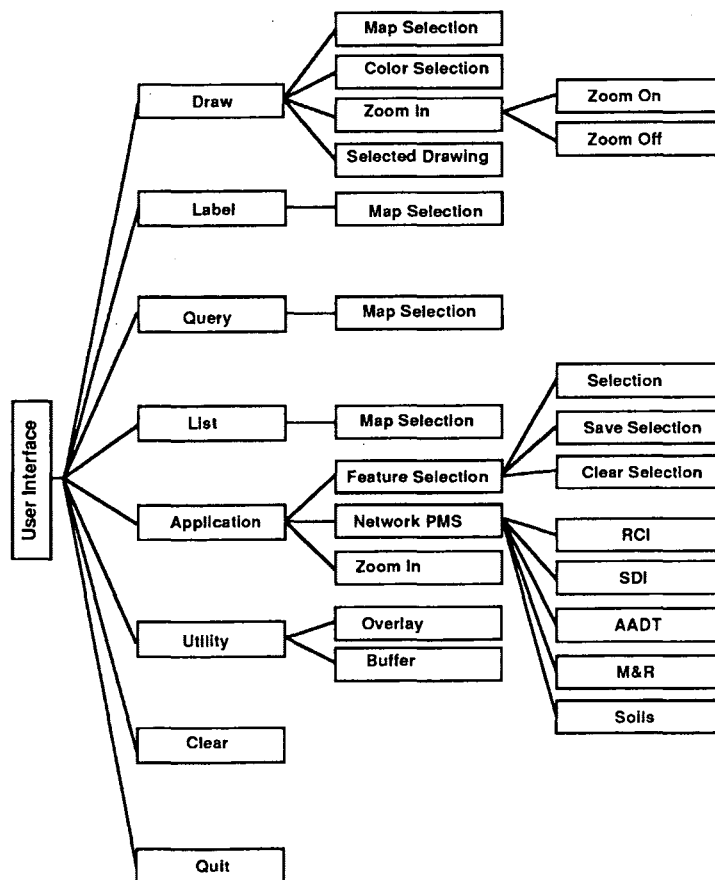 Map Selection
Color Selection
Draw
Zoom In
Zoom On
Zoom Off
Selected Drawing
Label
Map Selection
Query
Map Selection
User Interface
List
Map Selection
Selection
Save Selection
Clear Selection
Application
Feature Selection
Network PMS
Zoom In
RCI
SDI
AADT
M&R
Soils
Utility
Overlay
Buffer
Clear
Quit